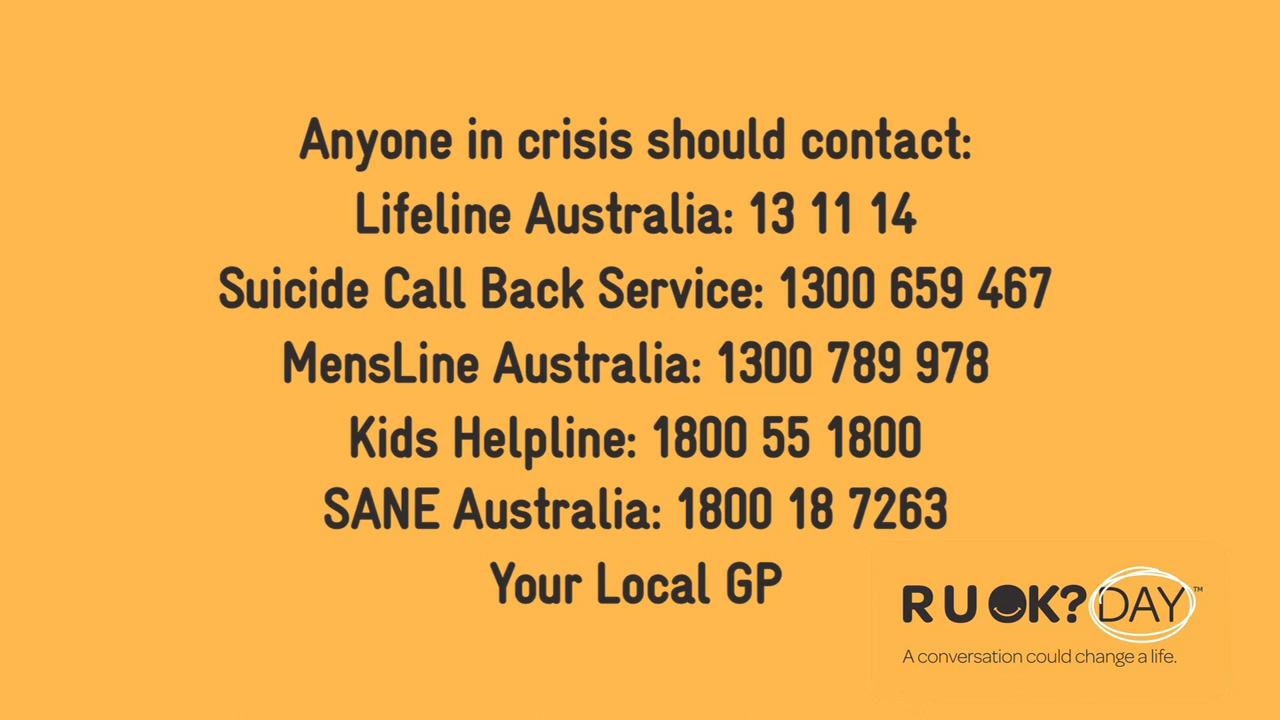 Anyone in crisis should contact:
Lifeline Australia: 13 11 14
Suicide Call Back Service: 1300 659 467
MensLine Australia: 1300 789 978
Kids Helpline: 1800 55 1800
SANE Australia: 1800 18 7263
Your Local GP
R U OK? DAY™
A conversation could change a life.